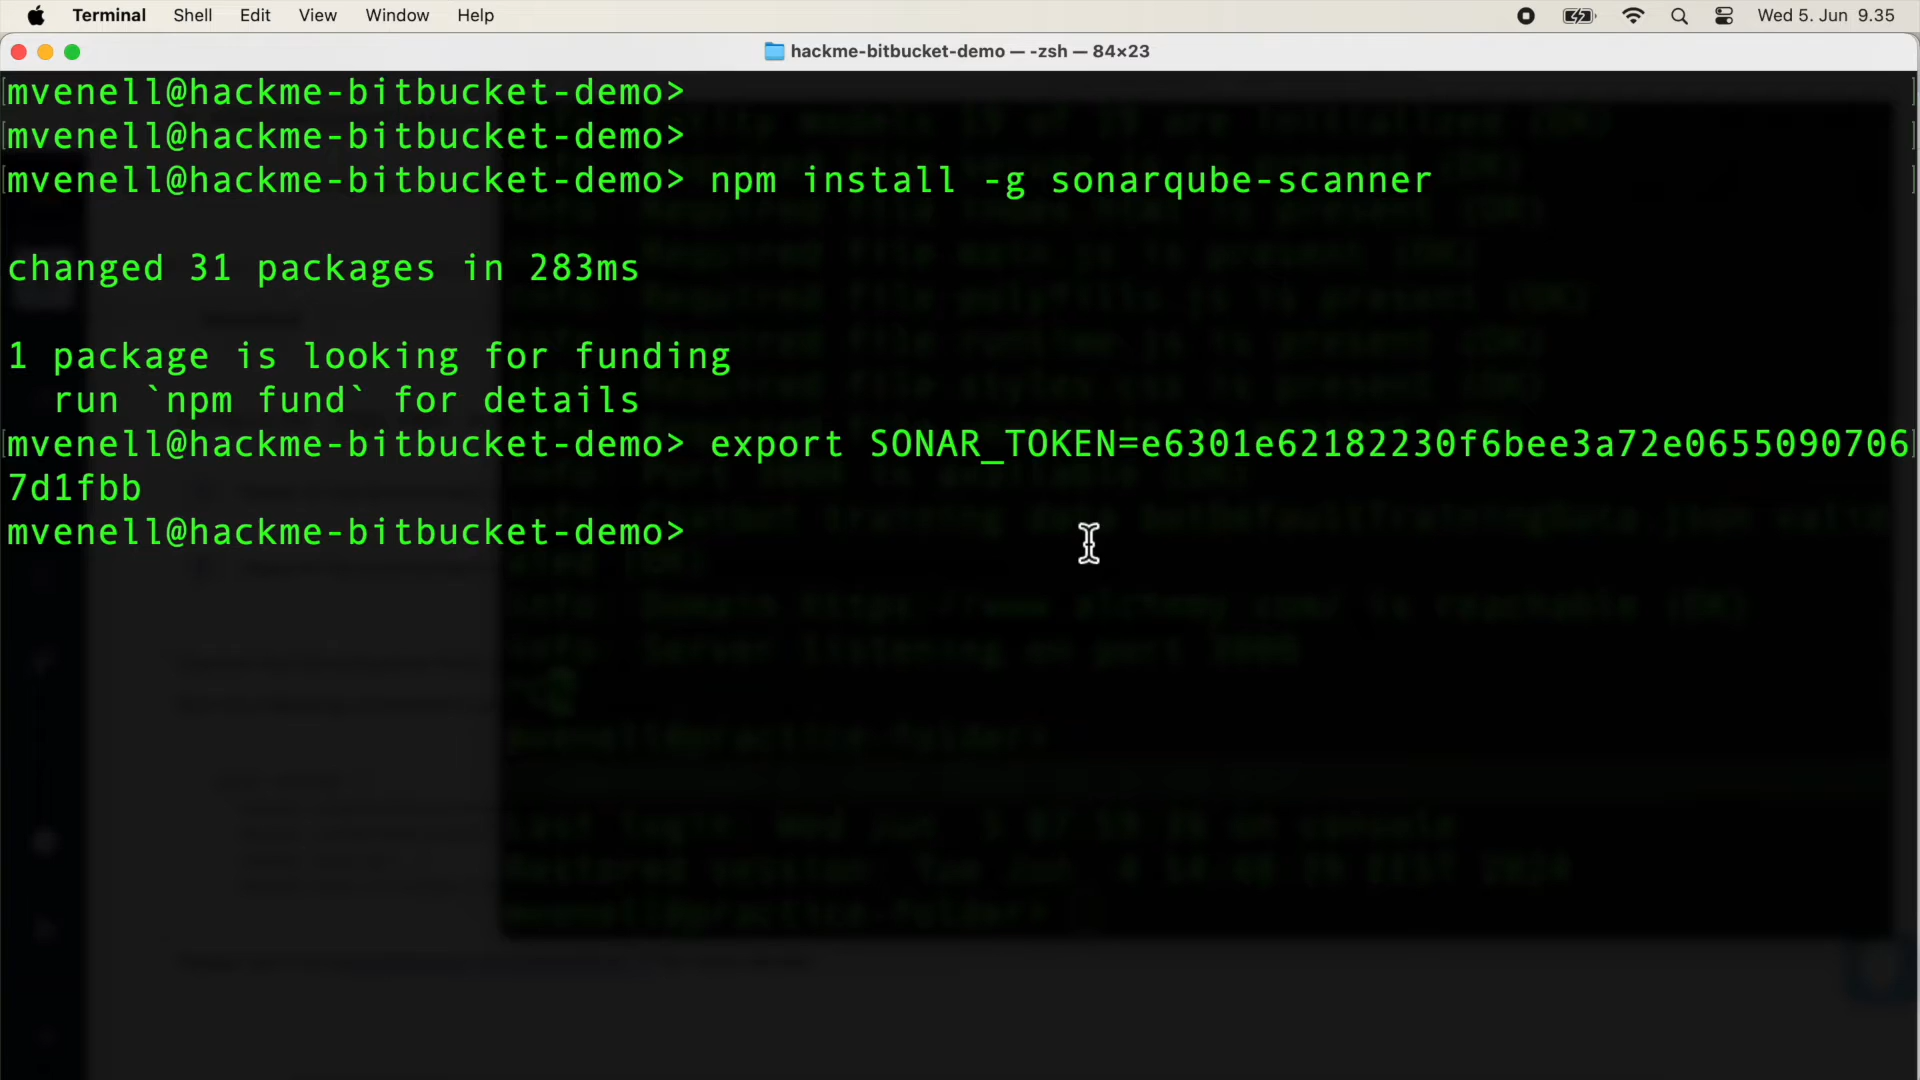 Terminal Shell Edit View Window Help Wed 5. Jun 9.35
hackme-bitbucket-demo — -zsh — 84×23
mvenell@hackme-bitbucket-demo>
mvenell@hackme-bitbucket-demo>
mvenell@hackme-bitbucket-demo> npm install -g sonarqube-scanner
changed 31 packages in 283ms
1 package is looking for funding
run `npm fund` for details
mvenell@hackme-bitbucket-demo> export SONAR_TOKEN=e6301e62182230f6bee3a72e0655090706
7d1fbb
mvenell@hackme-bitbucket-demo>